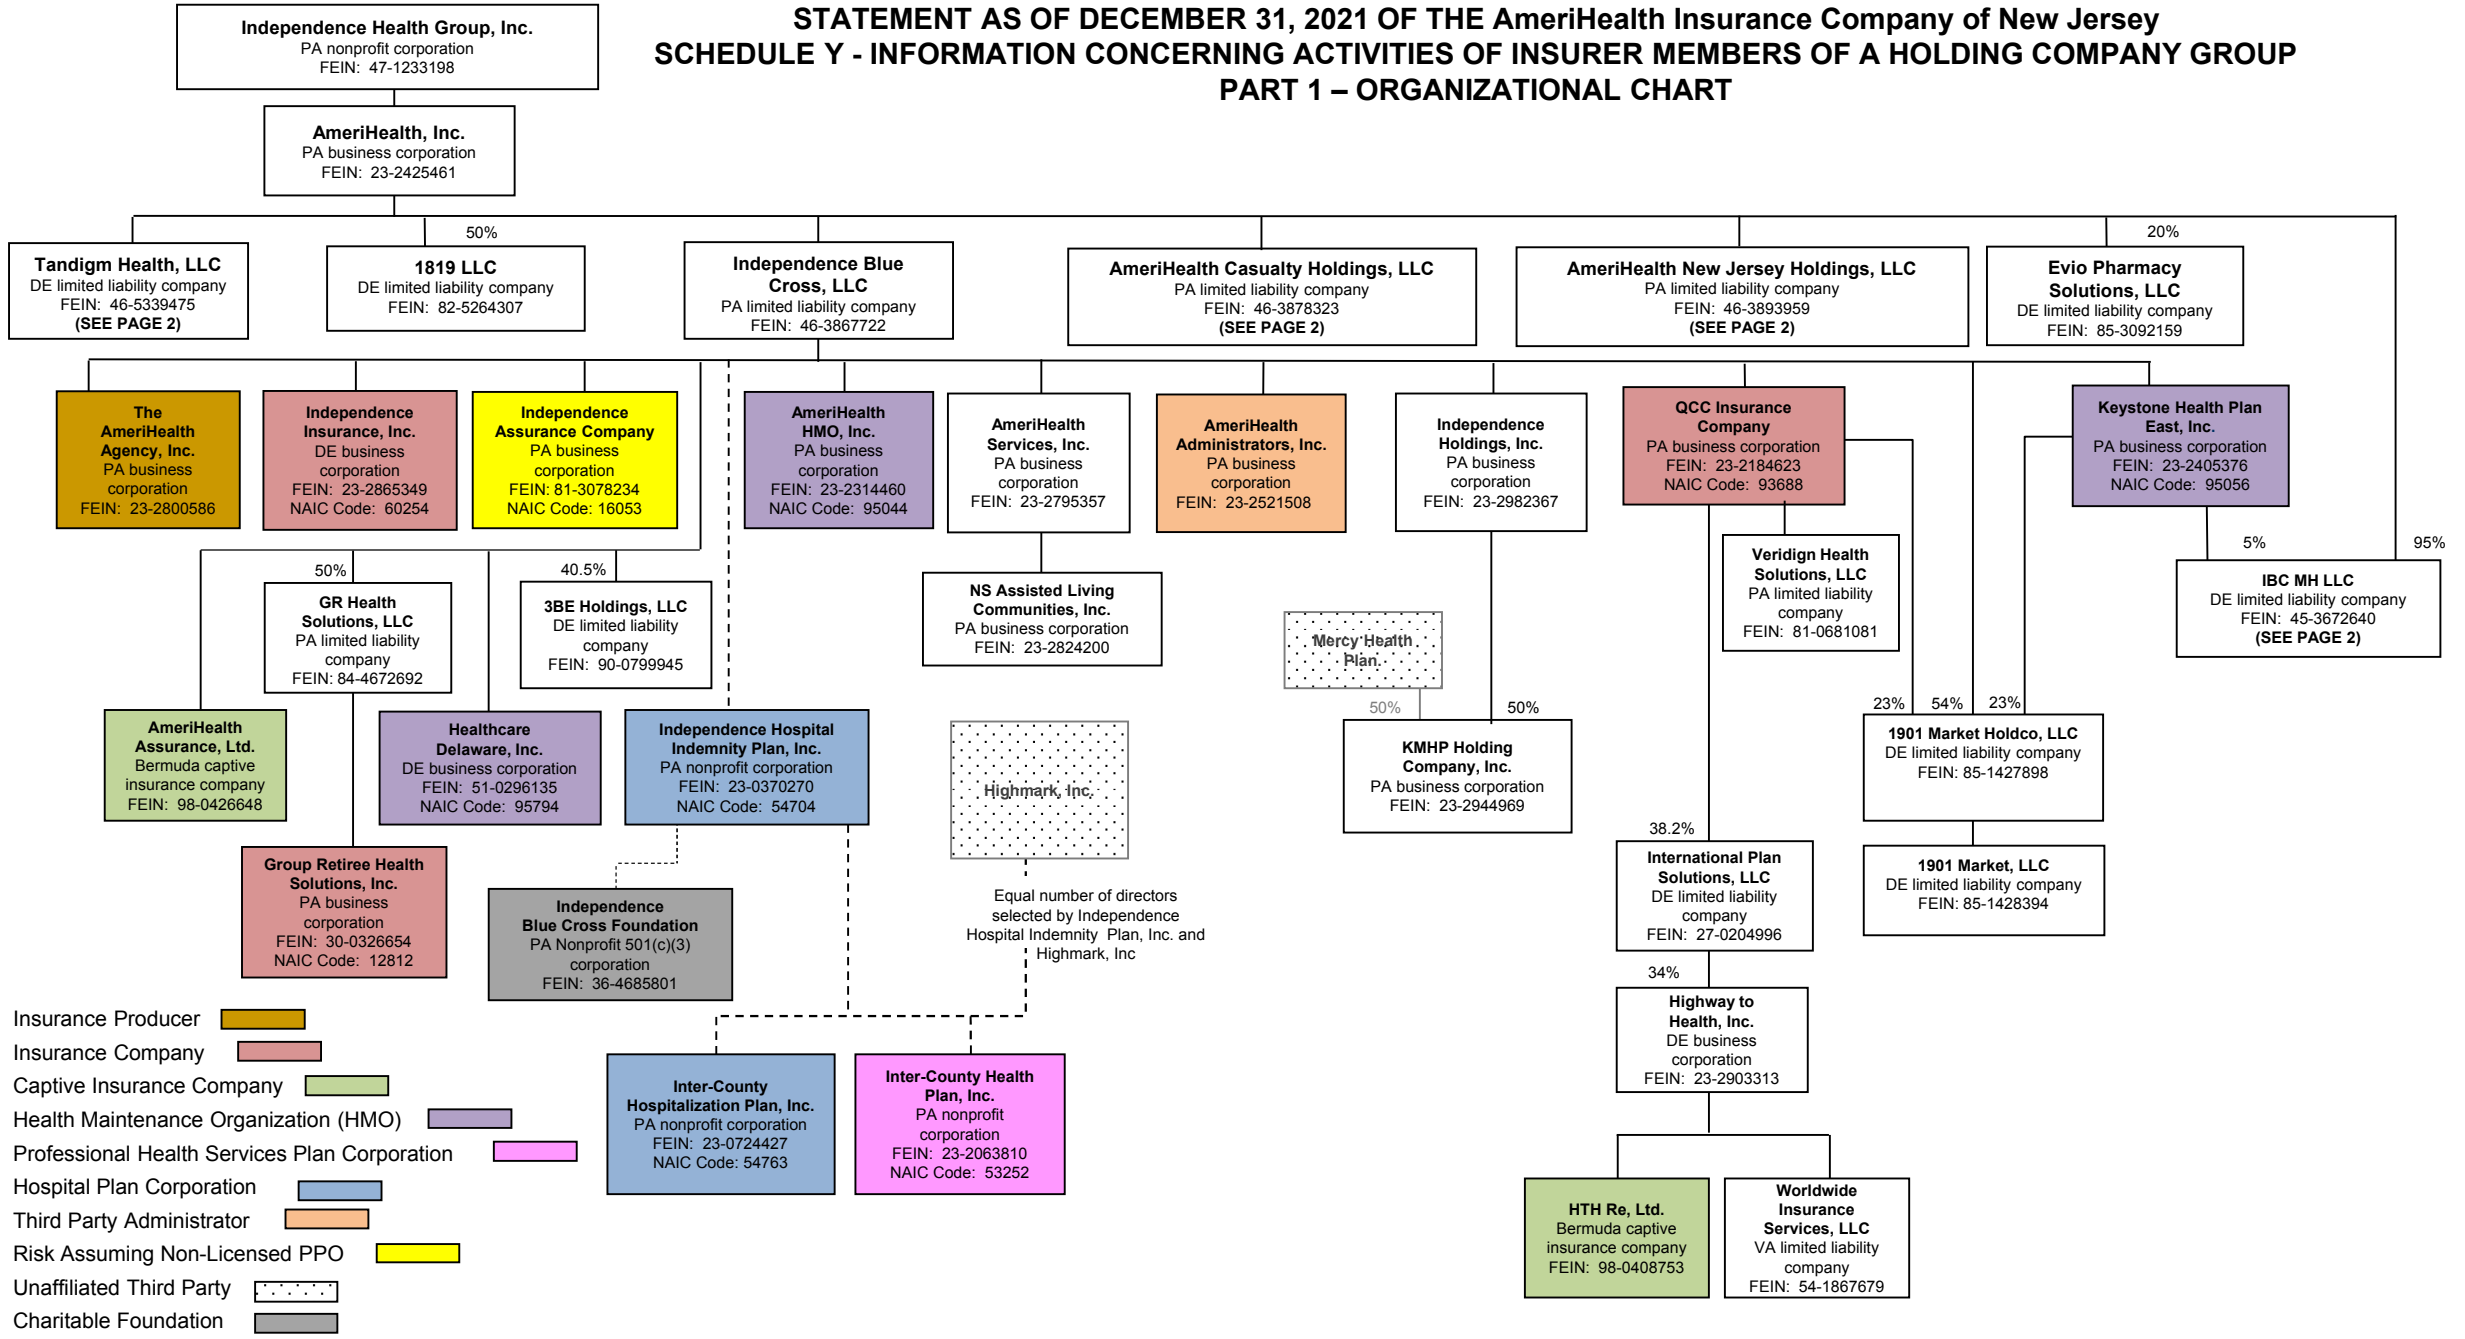 STATEMENT AS OF DECEMBER 31, 2021 OF THE AmeriHealth Insurance Company of New Jersey
SCHEDULE Y - INFORMATION CONCERNING ACTIVITIES OF INSURER MEMBERS OF A HOLDING COMPANY GROUP
PART 1 – ORGANIZATIONAL CHART
Independence Health Group, Inc.
PA nonprofit corporation
FEIN: 47-1233198
AmeriHealth, Inc.
PA business corporation
FEIN: 23-2425461
Tandigm Health, LLC
DE limited liability company
FEIN: 46-5339475
(SEE PAGE 2)
50%
1819 LLC
DE limited liability company
FEIN: 82-5264307
Independence Blue
Cross, LLC
PA limited liability company
FEIN: 46-3867722
AmeriHealth Casualty Holdings, LLC
PA limited liability company
FEIN: 46-3878323
(SEE PAGE 2)
AmeriHealth New Jersey Holdings, LLC
PA limited liability company
FEIN: 46-3893959
(SEE PAGE 2)
20%
Evio Pharmacy
Solutions, LLC
DE limited liability company
FEIN: 85-3092159
The
AmeriHealth
Agency, Inc.
PA business
corporation
FEIN: 23-2800586
Independence
Insurance, Inc.
DE business
corporation
FEIN: 23-2865349
NAIC Code: 60254
Independence
Assurance Company
PA business
corporation
FEIN: 81-3078234
NAIC Code: 16053
AmeriHealth
HMO, Inc.
PA business
corporation
FEIN: 23-2314460
NAIC Code: 95044
AmeriHealth
Services, Inc.
PA business
corporation
FEIN: 23-2795357
AmeriHealth
Administrators, Inc.
PA business
corporation
FEIN: 23-2521508
Independence
Holdings, Inc.
PA business
corporation
FEIN: 23-2982367
QCC Insurance
Company
PA business corporation
FEIN: 23-2184623
NAIC Code: 93688
Keystone Health Plan
East, Inc.
PA business corporation
FEIN: 23-2405376
NAIC Code: 95056
50%
GR Health
Solutions, LLC
PA limited liability
company
FEIN: 84-4672692
40.5%
3BE Holdings, LLC
DE limited liability
company
FEIN: 90-0799945
NS Assisted Living
Communities, Inc.
PA business corporation
FEIN: 23-2824200
Mercy Health
Plan.
Veridign Health
Solutions, LLC
PA limited liability
company
FEIN: 81-0681081
5%
95%
IBC MH LLC
DE limited liability company
FEIN: 45-3672640
(SEE PAGE 2)
AmeriHealth
Assurance, Ltd.
Bermuda captive
insurance company
FEIN: 98-0426648
Healthcare
Delaware, Inc.
DE business corporation
FEIN: 51-0296135
NAIC Code: 95794
Independence Hospital
Indemnity Plan, Inc.
PA nonprofit corporation
FEIN: 23-0370270
NAIC Code: 54704
Highmark, Inc.
50%
50%
KMHP Holding
Company, Inc.
PA business corporation
FEIN: 23-2944969
23%
54%
23%
1901 Market Holdco, LLC
DE limited liability company
FEIN: 85-1427898
Group Retiree Health
Solutions, Inc.
PA business
corporation
FEIN: 30-0326654
NAIC Code: 12812
Independence
Blue Cross Foundation
PA Nonprofit 501(c)(3)
corporation
FEIN: 36-4685801
Equal number of directors
selected by Independence
Hospital Indemnity Plan, Inc. and
Highmark, Inc
38.2%
International Plan
Solutions, LLC
DE limited liability
company
FEIN: 27-0204996
1901 Market, LLC
DE limited liability company
FEIN: 85-1428394
34%
Highway to
Health, Inc.
DE business
corporation
FEIN: 23-2903313
Inter-County
Hospitalization Plan, Inc.
PA nonprofit corporation
FEIN: 23-0724427
NAIC Code: 54763
Inter-County Health
Plan, Inc.
PA nonprofit
corporation
FEIN: 23-2063810
NAIC Code: 53252
HTH Re, Ltd.
Bermuda captive
insurance company
FEIN: 98-0408753
Worldwide
Insurance
Services, LLC
VA limited liability
company
FEIN: 54-1867679
Insurance Producer
Insurance Company
Captive Insurance Company
Health Maintenance Organization (HMO)
Professional Health Services Plan Corporation
Hospital Plan Corporation
Third Party Administrator
Risk Assuming Non-Licensed PPO
Unaffiliated Third Party
Charitable Foundation